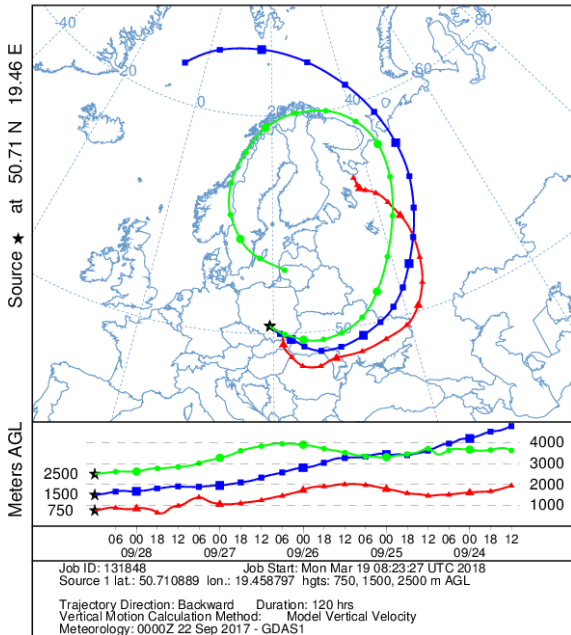 Source ★ at 50.71 N 19.46 E
-40
-20
0
20
40
60
80
60
50
Meters AGL
2500
1500
750
4000
3000
2000
1000
06 00 18 12 06 00 18 12 06 00 18 12 06 00 18 12 06 00 12
09/28 09/27 09/26 09/25 09/24
Job ID: 131848 Job Start: Mon Mar 19 08:23:27 UTC 2018
Source 1 lat.: 50.710889 lon.: 19.458797 hgts: 750, 1500, 2500 m AGL
Trajectory Direction: Backward Duration: 120 hrs
Vertical Motion Calculation Method: Model Vertical Velocity
Meteorology: 0000Z 22 Sep 2017 - GDAS1